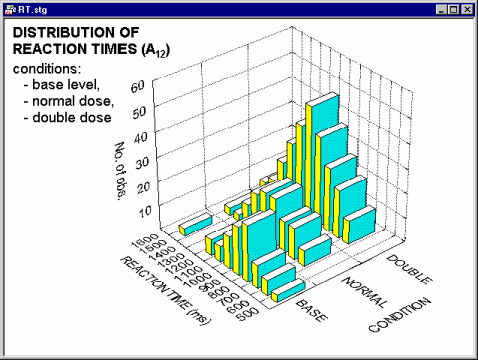 RT.stg
DISTRIBUTION OF
REACTION TIMES (A12)
conditions:
- base level,
- normal dose,
- double dose
60
50
40
30
20
10
No. of obs.
1600
1500
1400
1300
1200
1100
1000
900
800
700
600
500
REACTION TIME (ms)
BASE
NORMAL
DOUBLE
CONDITION